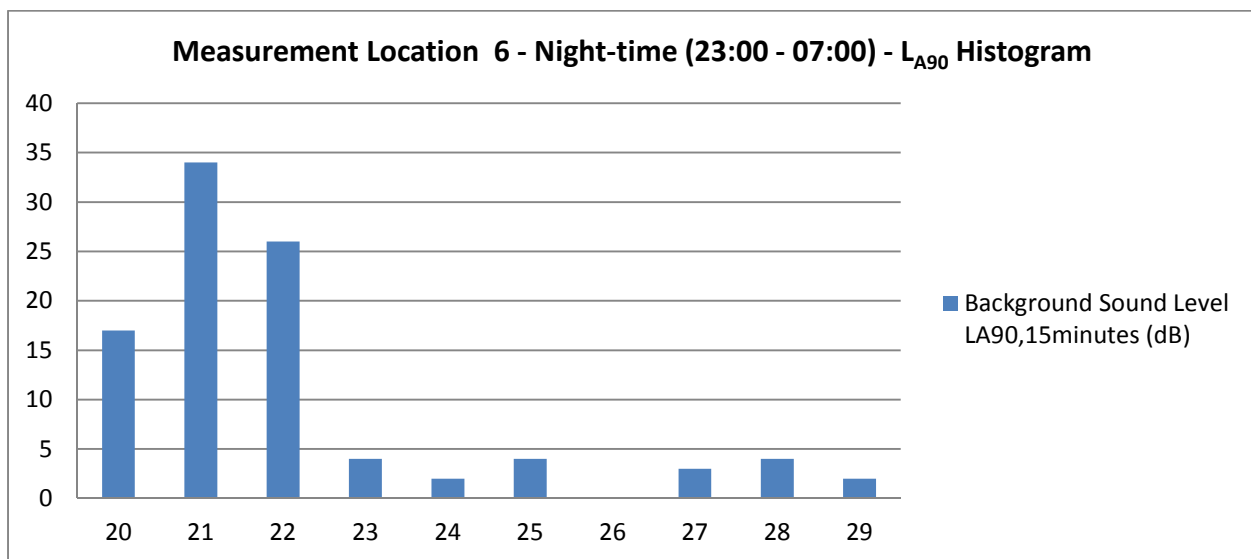 Measurement Location  6 - Night-time (23:00 - 07:00) - LA90 Histogram
40
35
30
25
20
15
10
5
0
20 21 22 23 24 25 26 27 28 29
Background Sound Level
LA90,15minutes (dB)